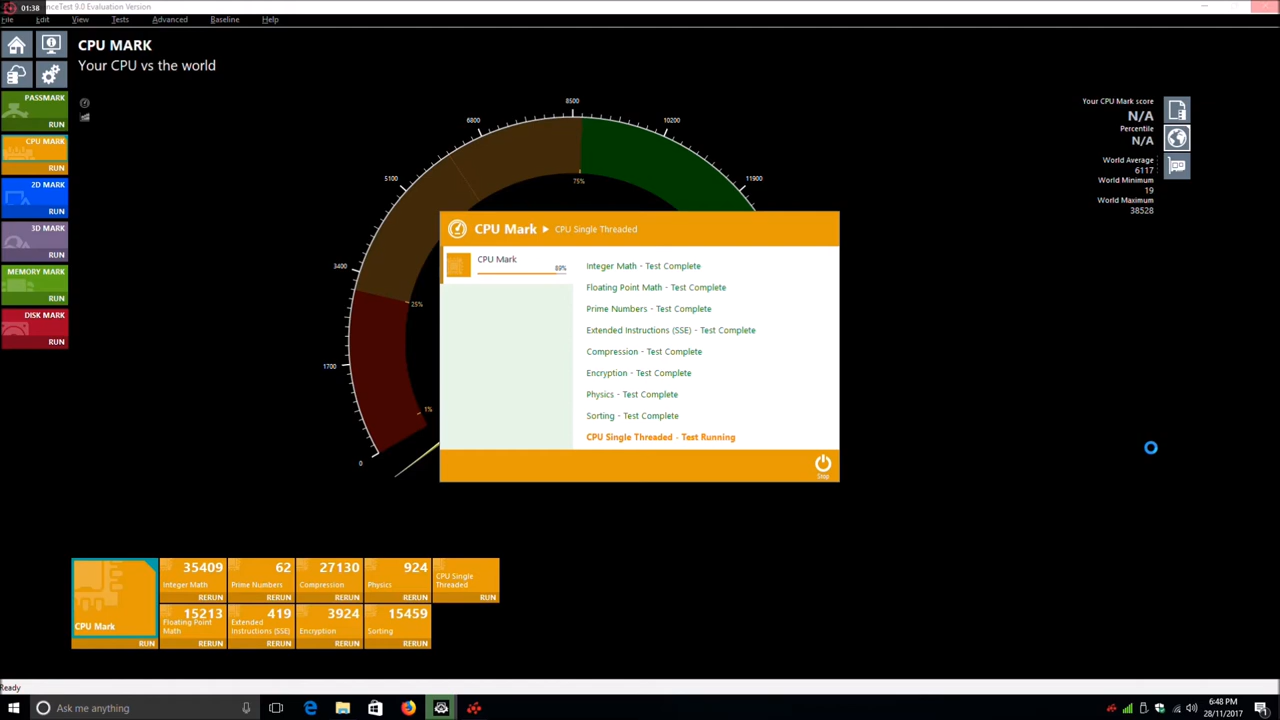 01:38
nceTest 9.0 Evaluation Version
File Edit View Tests Advanced Baseline Help
CPU MARK
Your CPU vs the world
PASSMARK
RUN
CPU MARK
RUN
2D MARK
RUN
3D MARK
RUN
MEMORY MARK
RUN
DISK MARK
RUN
0
1700
3400
5100
6800
8500
10200
11900
1%
25%
75%
Your CPU Mark score
N/A
Percentile
N/A
World Average
6117
World Minimum
19
World Maximum
38528
CPU Mark ► CPU Single Threaded
CPU Mark
89%
Integer Math - Test Complete
Floating Point Math - Test Complete
Prime Numbers - Test Complete
Extended Instructions (SSE) - Test Complete
Compression - Test Complete
Encryption - Test Complete
Physics - Test Complete
Sorting - Test Complete
CPU Single Threaded - Test Running
Stop
CPU Mark
RUN
35409
Integer Math
RERUN
62
Prime Numbers
RERUN
27130
Compression
RERUN
924
Physics
RERUN
CPU Single
Threaded
RUN
15213
Floating Point
Math
RERUN
419
Extended
Instructions (SSE)
RERUN
3924
Encryption
RERUN
15459
Sorting
RERUN
Ready
Ask me anything
6:48 PM
28/11/2017
1